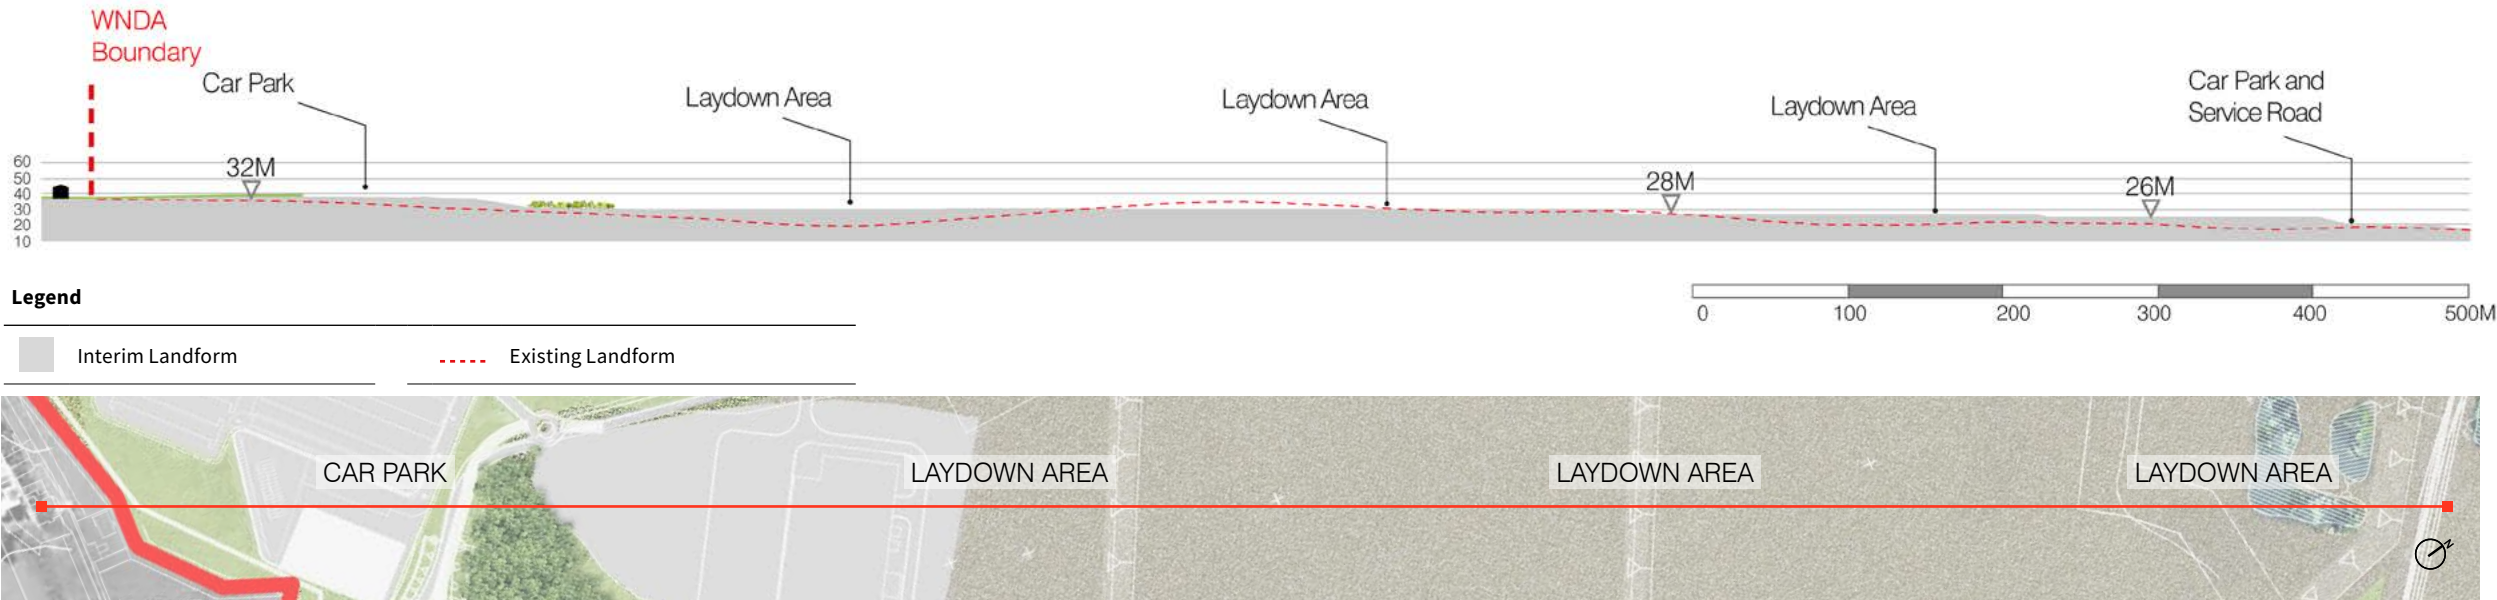 WNDA
Boundary
Car Park
Laydown Area
Laydown Area
Laydown Area
Car Park and
Service Road
60
50
40
30
20
10
32M
28M
26M
Legend
0
100
200
300
400
500M
Interim Landform
Existing Landform
CAR PARK
LAYDOWN AREA
LAYDOWN AREA
LAYDOWN AREA
N